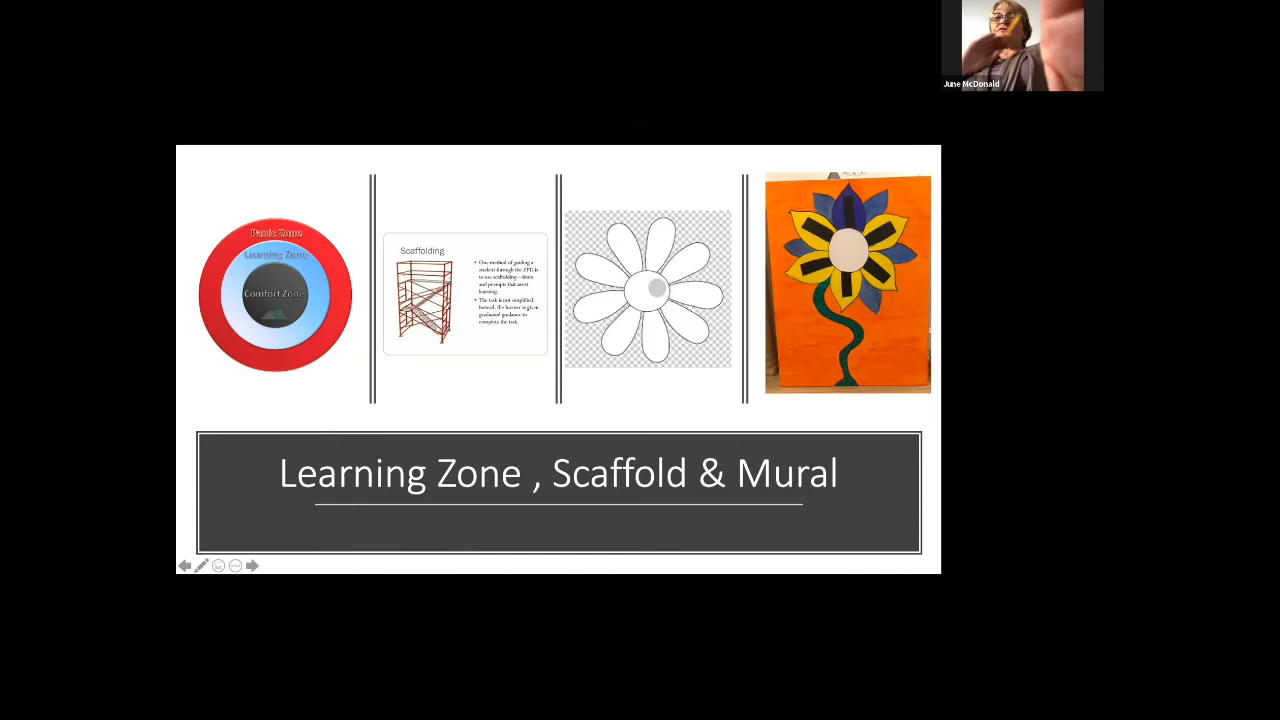 June McDonald
Panic Zone
Learning Zone
Comfort Zone
Scaffolding
One method of guiding a
student through the ZPD is
to use scaffolding—hints
and prompts that assist
learning.
The task is not simplified
Instead, the learner is given
graduated guidance to
complete the task.
Learning Zone , Scaffold & Mural